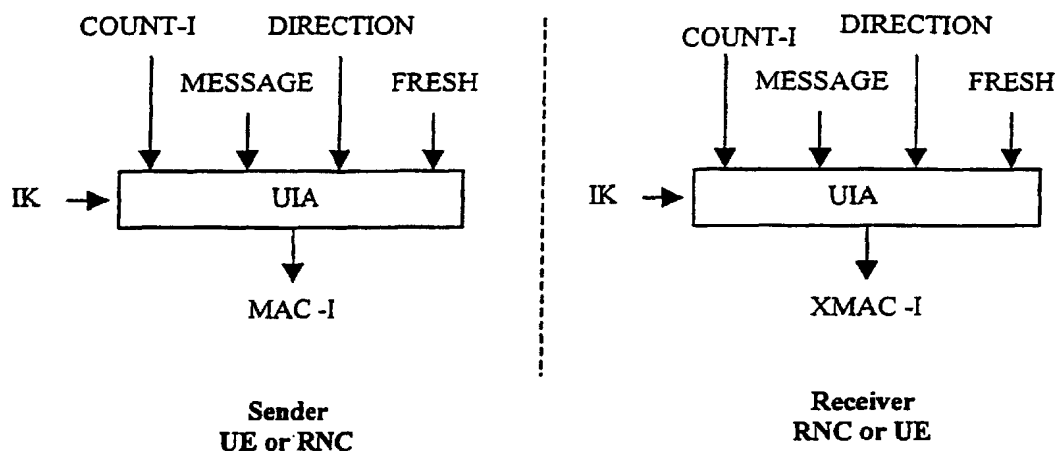 COUNT-I DIRECTION
MESSAGE FRESH
IK UIA
MAC -I
Sender
UE or RNC
COUNT-I DIRECTION
MESSAGE FRESH
IK UIA
XMAC -I
Receiver
RNC or UE